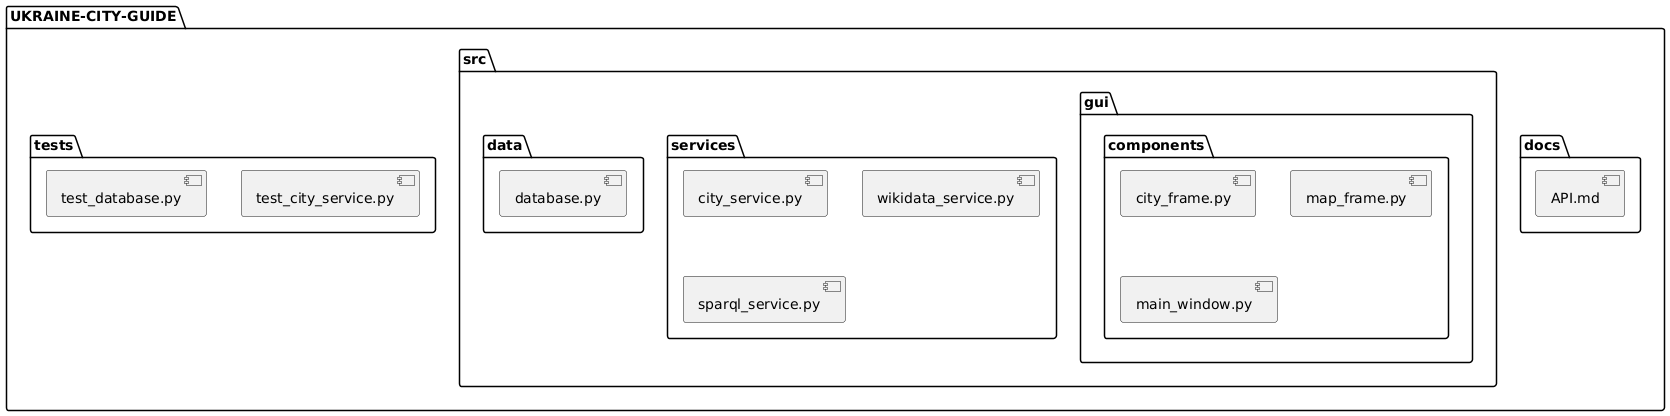 UKRAINE-CITY-GUIDE
src
gui
tests
data
services
components
docs
test_database.py
test_city_service.py
database.py
city_service.py
wikidata_service.py
city_frame.py
map_frame.py
API.md
sparql_service.py
main_window.py